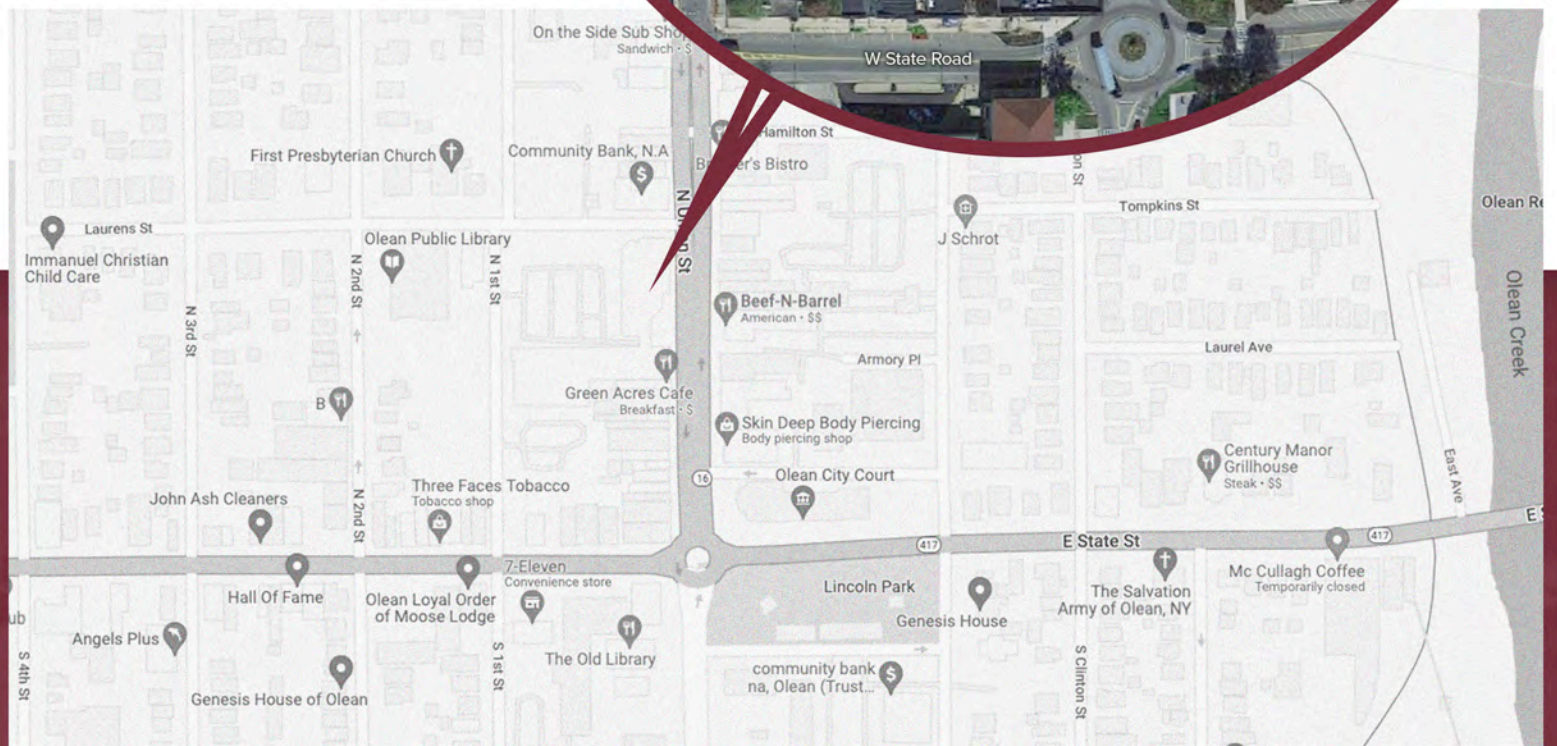 On the Side Sub Shop
Sandwich · $
W State Road
Hamilton St
First Presbyterian Church
Community Bank, N.A
$
Bistro
N Union St
Tompkins St
Olean
Laurens St
Immanuel Christian
Child Care
Olean Public Library
J Schrot
N 2nd St
N 1st St
N 3rd St
Beef-N-Barrel
American · $$
Olean Creek
Laurel Ave
Armory Pl
Green Acres Cafe
Breakfast · $
B
Skin Deep Body Piercing
Body piercing shop
Century Manor
Grillhouse
Steak · $$
East Ave
16
Olean City Court
Three Faces Tobacco
Tobacco shop
John Ash Cleaners
N 2nd St
E
417
E State St
417
7-Eleven
Convenience store
Hall Of Fame
Olean Loyal Order
of Moose Lodge
Lincoln Park
Genesis House
The Salvation
Army of Olean, NY
Mc Cullagh Coffee
Temporarily closed
ub
Angels Plus
The Old Library
S 4th St
S 1st St
S Clinton St
Genesis House of Olean
community bank
na, Olean (Trust...
$